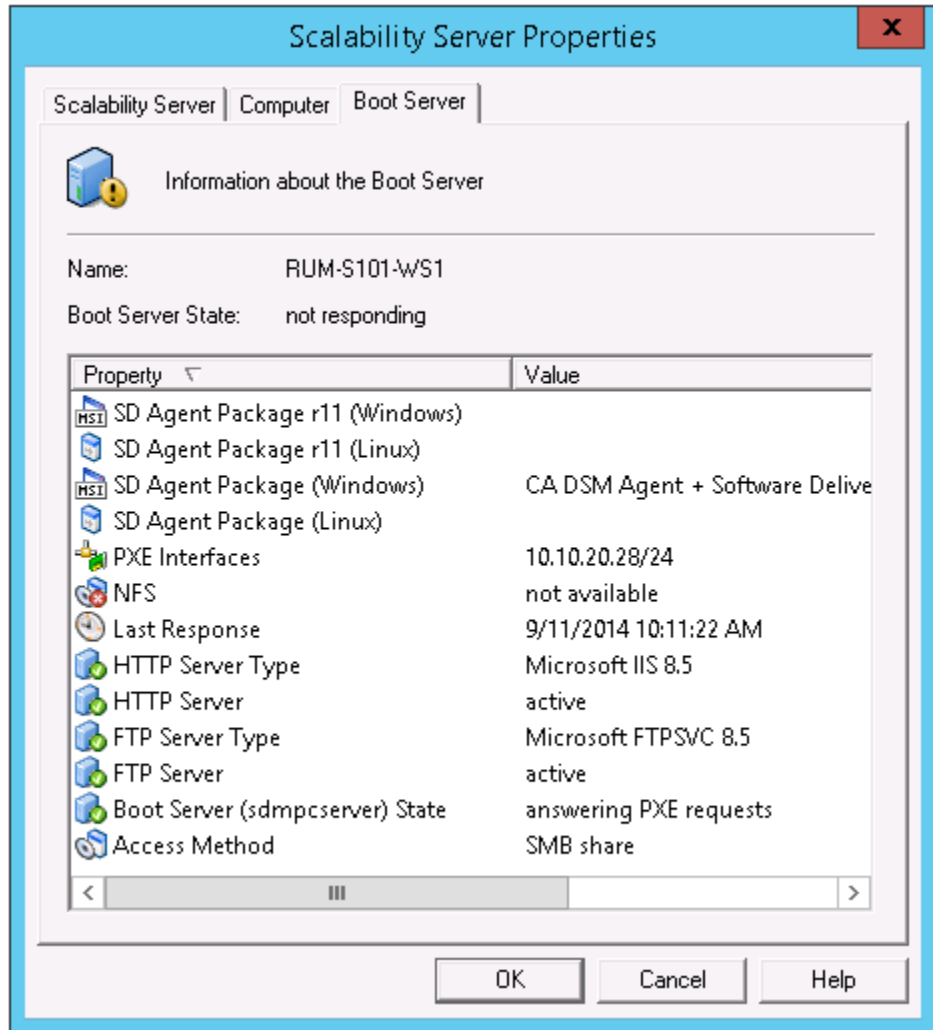 Scalability Server Properties
x
Scalability Server Computer Boot Server
Information about the Boot Server
Name: RUM-S101-WS1
Boot Server State: not responding
Property Value
MSI SD Agent Package r11 (Windows)
SD Agent Package r11 (Linux)
MSI SD Agent Package (Windows) CA DSM Agent + Software Delive
SD Agent Package (Linux)
PXE Interfaces 10.10.20.28/24
NFS not available
Last Response 9/11/2014 10:11:22 AM
HTTP Server Type Microsoft IIS 8.5
HTTP Server active
FTP Server Type Microsoft FTPSVC 8.5
FTP Server active
Boot Server (sdmpcserver) State answering PXE requests
Access Method SMB share
OK Cancel Help